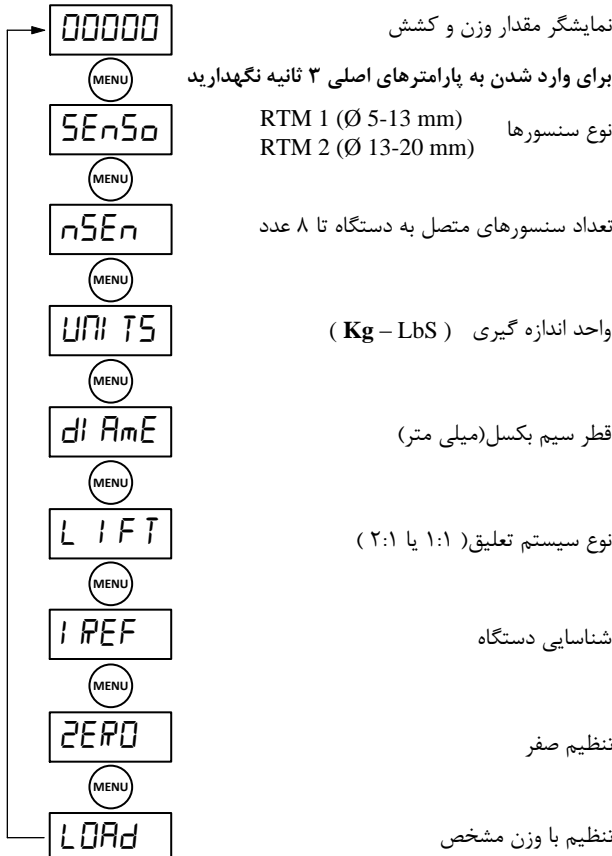 00000 نمایشگر مقدار وزن و کشش
MENU برای وارد شدن به پارامترهای اصلی ۳ ثانیه نگهدارید
SEnSo نوع سنسورها RTM 1 (Ø 5-13 mm)
RTM 2 (Ø 13-20 mm)
MENU
nSEn تعداد سنسورهای متصل به دستگاه تا ۸ عدد
MENU
UNITS واحد اندازه گیری ( Kg – LbS )
MENU
dIAmE قطر سیم بکسل(میلی متر)
MENU
LIFT نوع سیستم تعلیق( ۱:۱ یا ۲:۱ )
MENU
IREF شناسایی دستگاه
MENU
ZERO تنظیم صفر
MENU
LOAd تنظیم با وزن مشخص